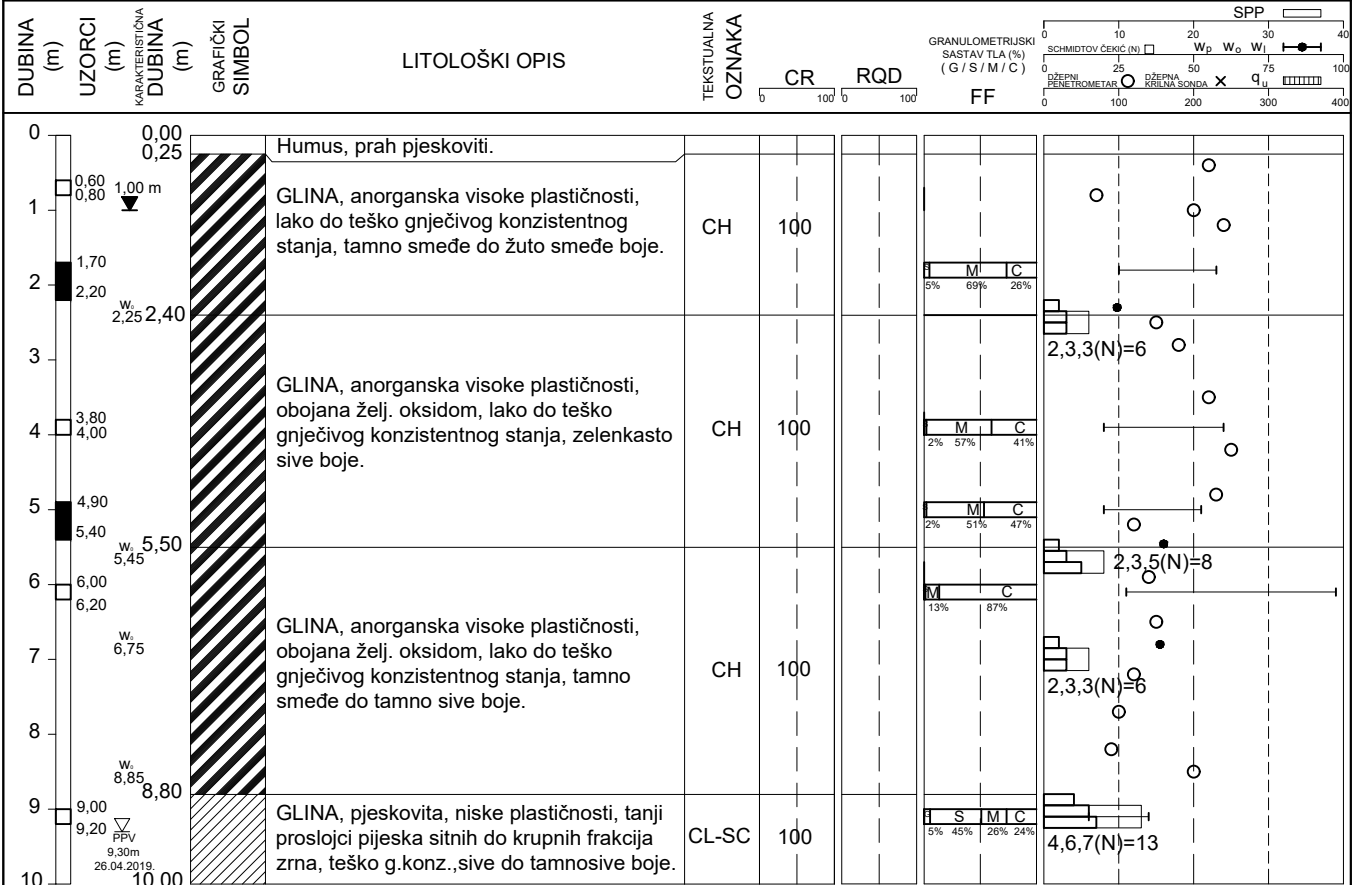 DUBINA (m)
UZORCI (m)
KARAKTERISTIČNA DUBINA (m)
GRAFIČKI SIMBOL
LITOLOŠKI OPIS
TEKSTUALNA OZNAKA
CR
0 100
RQD
0 100
GRANULOMETRIJSKI
SASTAV TLA (%)
( G / S / M / C )
FF
SPP
0 10 20 30 40
SCHMIDTOV ČEKIĆ (N) Wp Wo Wl
0 25 50 75 100
DŽEPNI PENETROMETAR DŽEPNA KRILNA SONDA × qu
0 100 200 300 400
0 0,00
0,25
Humus, prah pjeskoviti.
0,60
0,80
1,00 m
1
GLINA, anorganska visoke plastičnosti,
lako do teško gnječivog konzistentnog
stanja, tamno smeđe do žuto smeđe boje.
CH 100
1,70
M C
5% 69% 26%
2
2,20
W₀
2,25 2,40
2,3,3(N)=6
3
GLINA, anorganska visoke plastičnosti,
obojana želj. oksidom, lako do teško
gnječivog konzistentnog stanja, zelenkasto
sive boje.
CH 100
3,80
4,00
4
M C
2% 57% 41%
4,90
5
M C
2% 51% 47%
5,40
W₀
5,45
5,50
2,3,5(N)=8
6
6,00
6,20
M C
13% 87%
W₀
6,75
GLINA, anorganska visoke plastičnosti,
obojana želj. oksidom, lako do teško
gnječivog konzistentnog stanja, tamno
smeđe do tamno sive boje.
CH 100
7
2,3,3(N)=6
8
W₀
8,85
8,80
9
9,00
9,20
PPV
9,30m
26.04.2019.
GLINA, pjeskovita, niske plastičnosti, tanji
proslojci pijeska sitnih do krupnih frakcija
zrna, teško g.konz.,sive do tamnosive boje.
CL-SC 100
S M C
5% 45% 26% 24%
4,6,7(N)=13
10 10,00